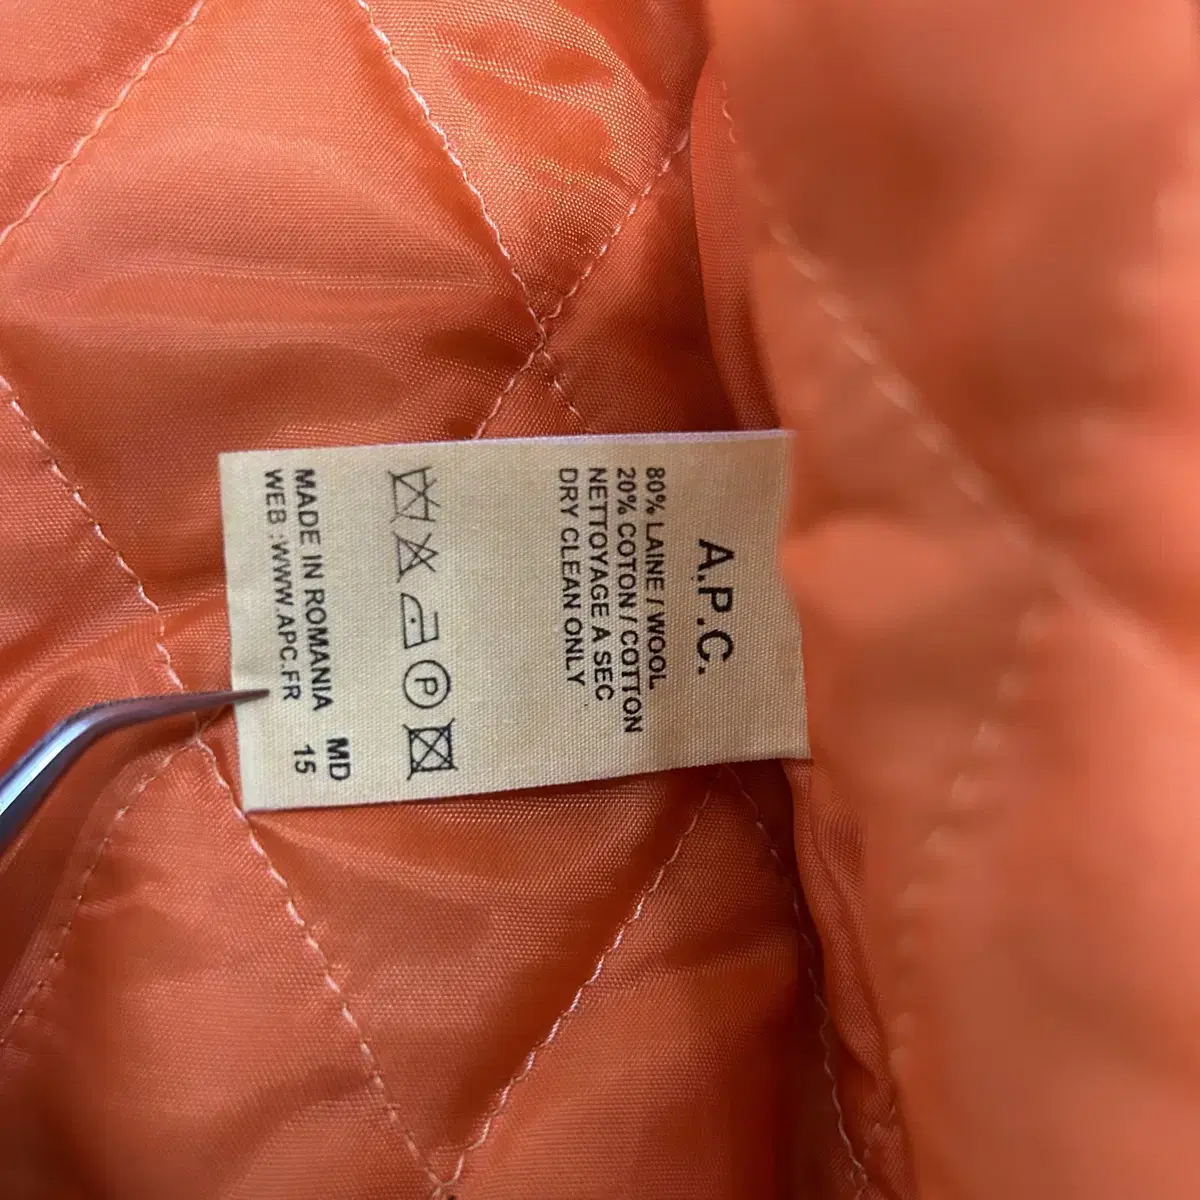 A.P.C.
80% LAINE / WOOL
20% COTON / COTTON
NETTOYAGE A SEC
DRY CLEAN ONLY
P
MADE IN ROMANIA MD
WEB :WWW.APC.FR 15